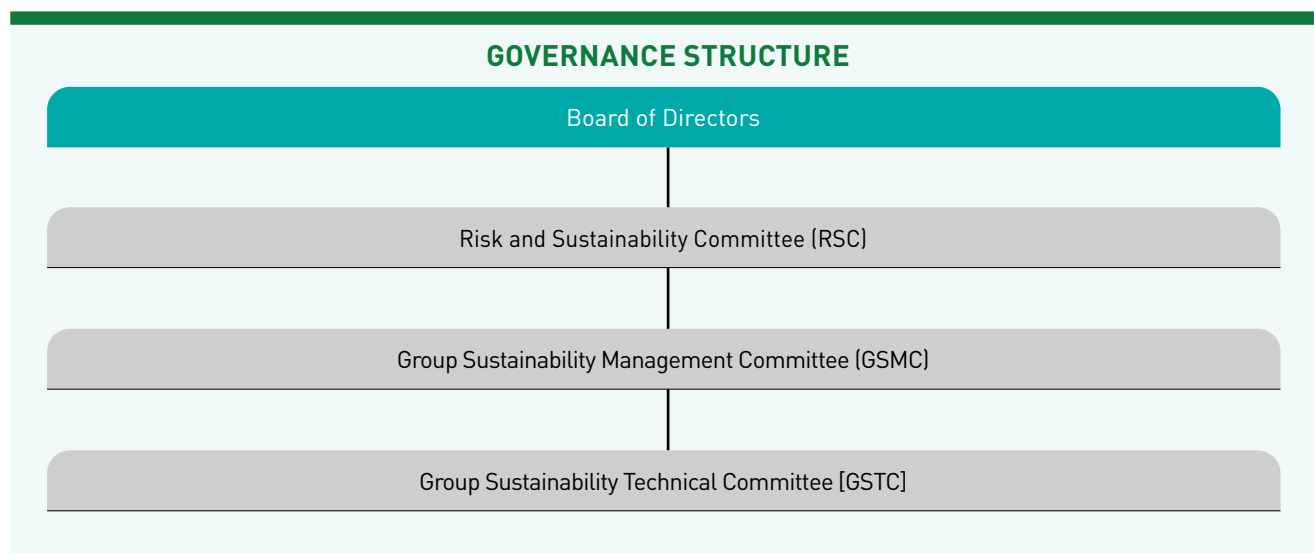 GOVERNANCE STRUCTURE
Board of Directors
Risk and Sustainability Committee (RSC)
Group Sustainability Management Committee (GSMC)
Group Sustainability Technical Committee [GSTC]